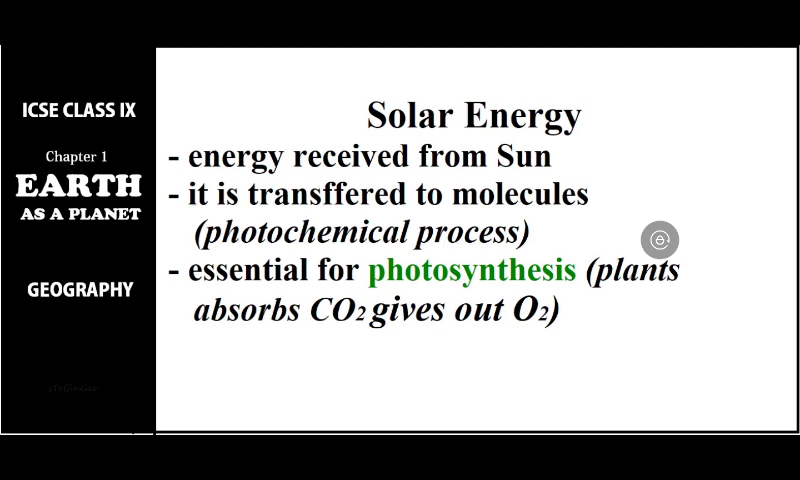 ICSE CLASS IX
Chapter 1
EARTH
AS A PLANET
GEOGRAPHY
Solar Energy
- energy received from Sun
- it is transffered to molecules
(photochemical process)
- essential for photosynthesis (plants
absorbs CO2 gives out O2)